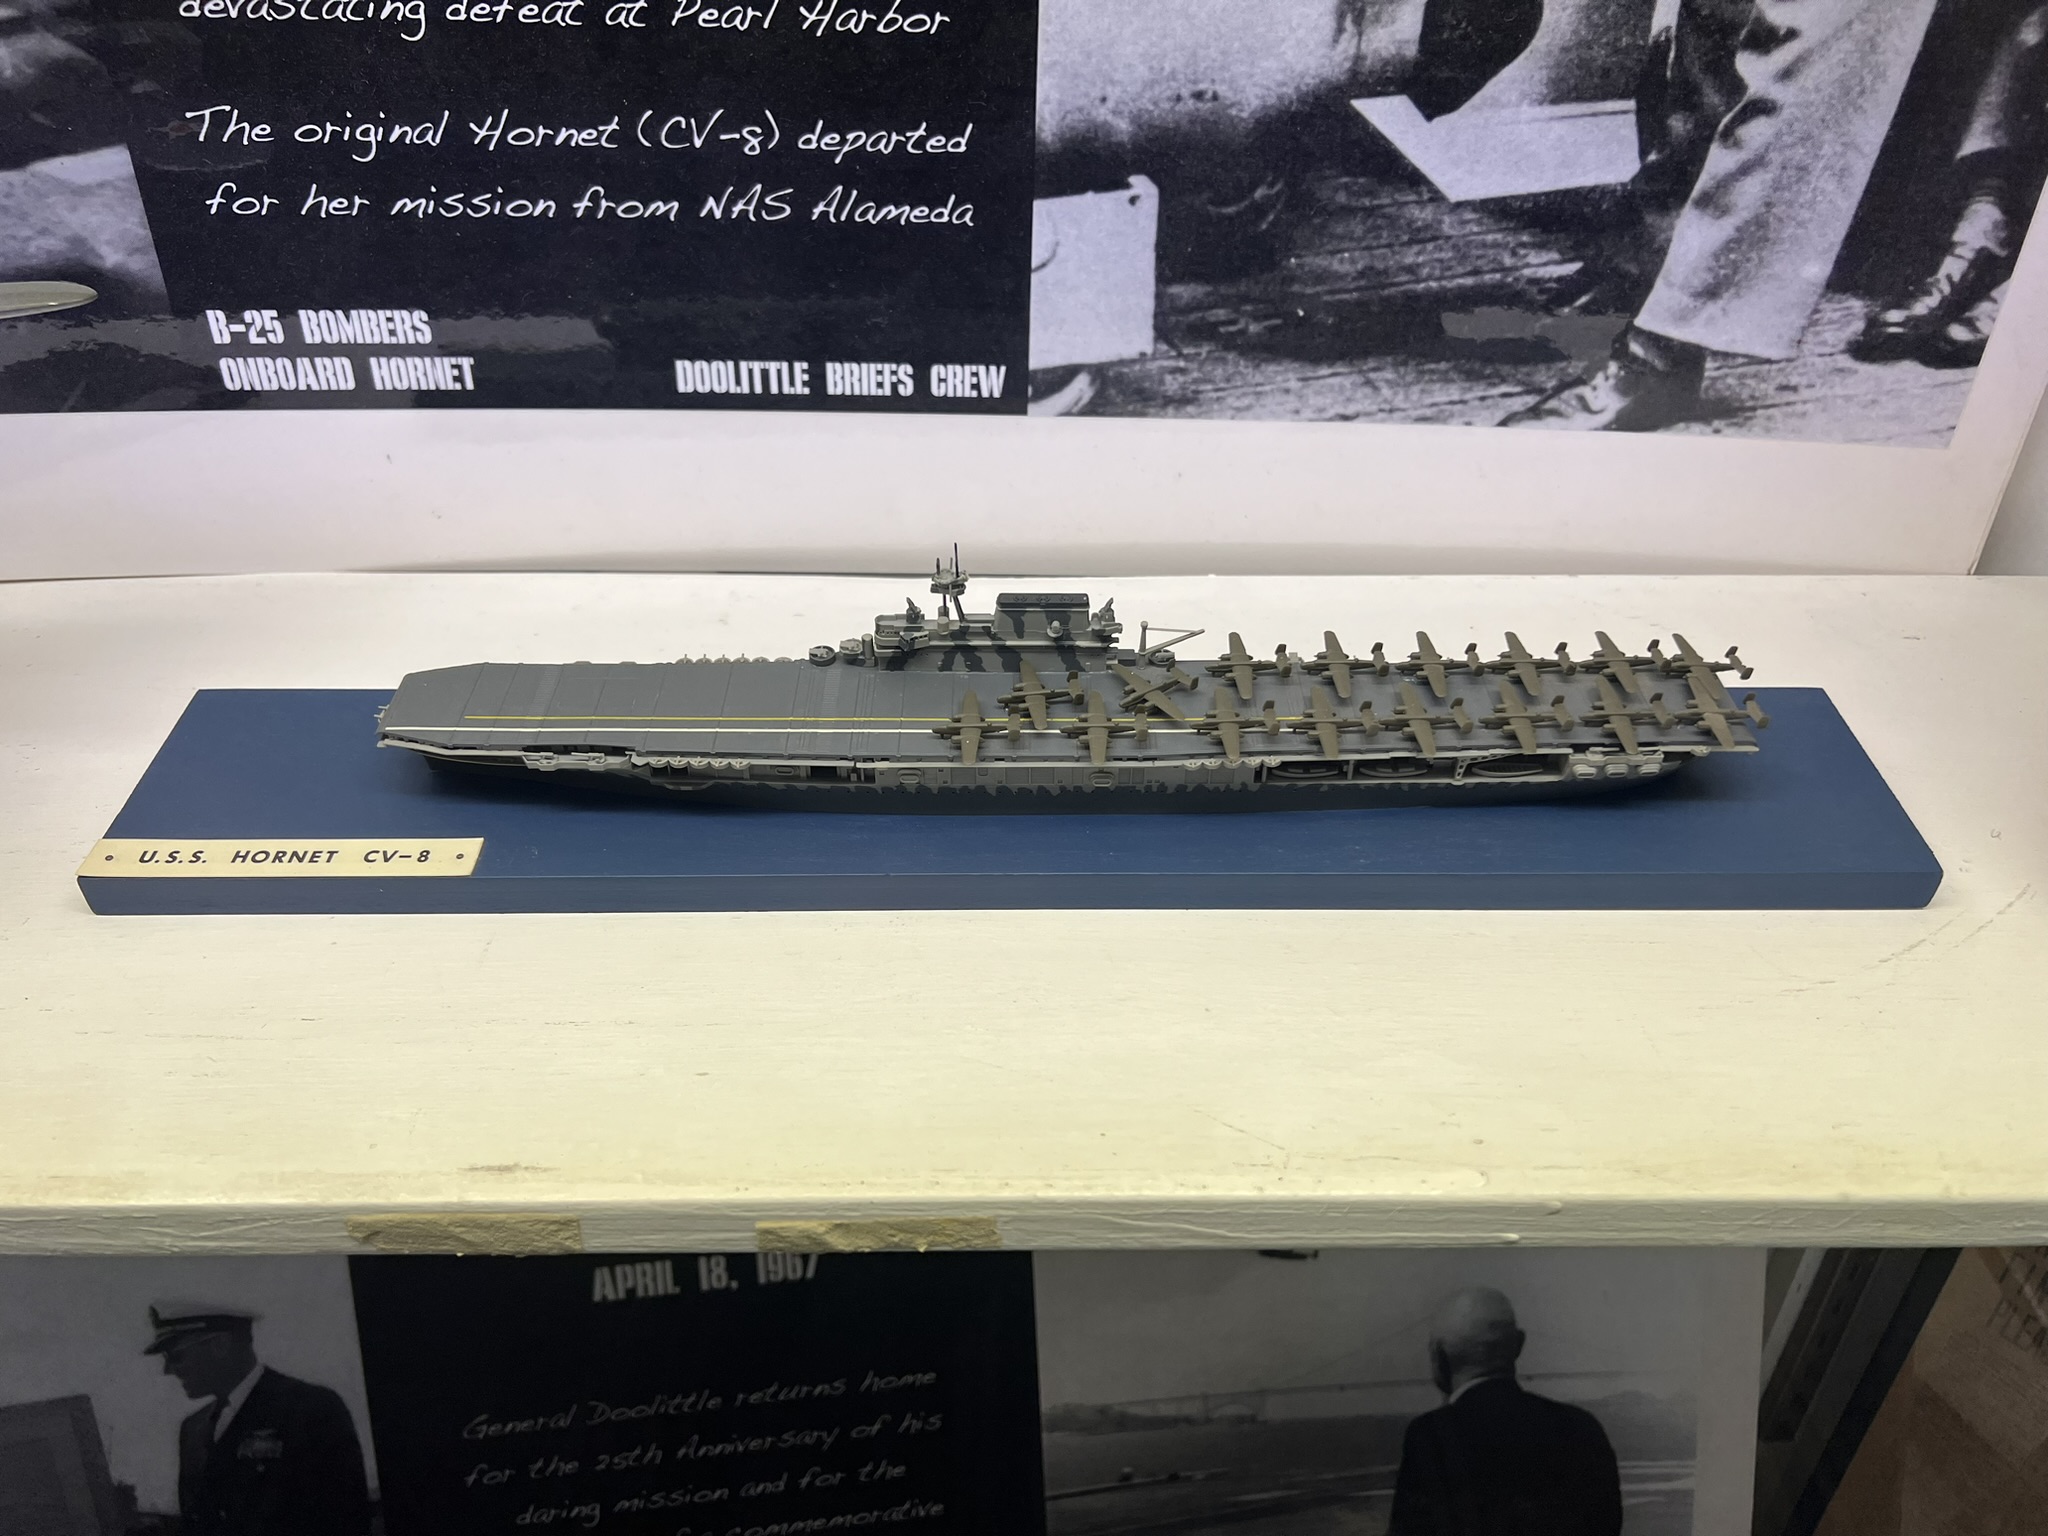 devastating defeat at Pearl Harbor
The original Hornet (CV-8) departed
for her mission from NAS Alameda
B-25 BOMBERS
ONBOARD HORNET
DOOLITTLE BRIEFS CREW
U.S.S. HORNET CV-8
APRIL 18, 1967
General Doolittle returns home
for the 25th Anniversary of his
daring mission and for the
commemorative